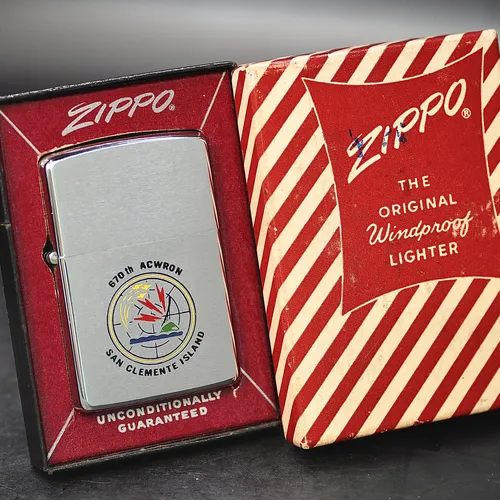 ZIPPO®
670th ACWRON
SAN CLEMENTE ISLAND
UNCONDITIONALLY
GUARANTEED
ZIPPO®
THE
ORIGINAL
Windproof
LIGHTER